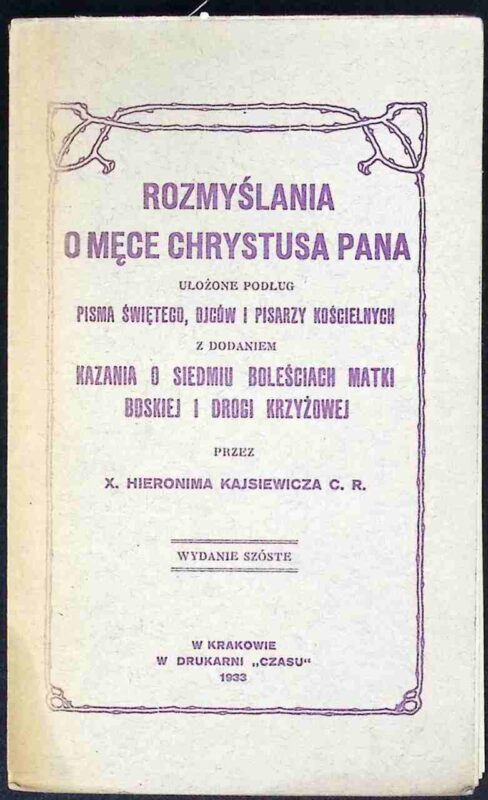 ROZMYŚLANIA
O MĘCE CHRYSTUSA PANA
UŁOŻONE PODŁUG
PISMA ŚWIĘTEGO, OJCÓW I PISARZY KOŚCIELNYCH
Z DODANIEM
KAZANIA O SIEDMIU BOLEŚCIACH MATKI
BOSKIEJ I DROGI KRZYŻOWEJ
PRZEZ
X. HIERONIMA KAJSIEWICZA C. R.
WYDANIE SZÓSTE
W KRAKOWIE
W DRUKARNI „CZASU“
1933